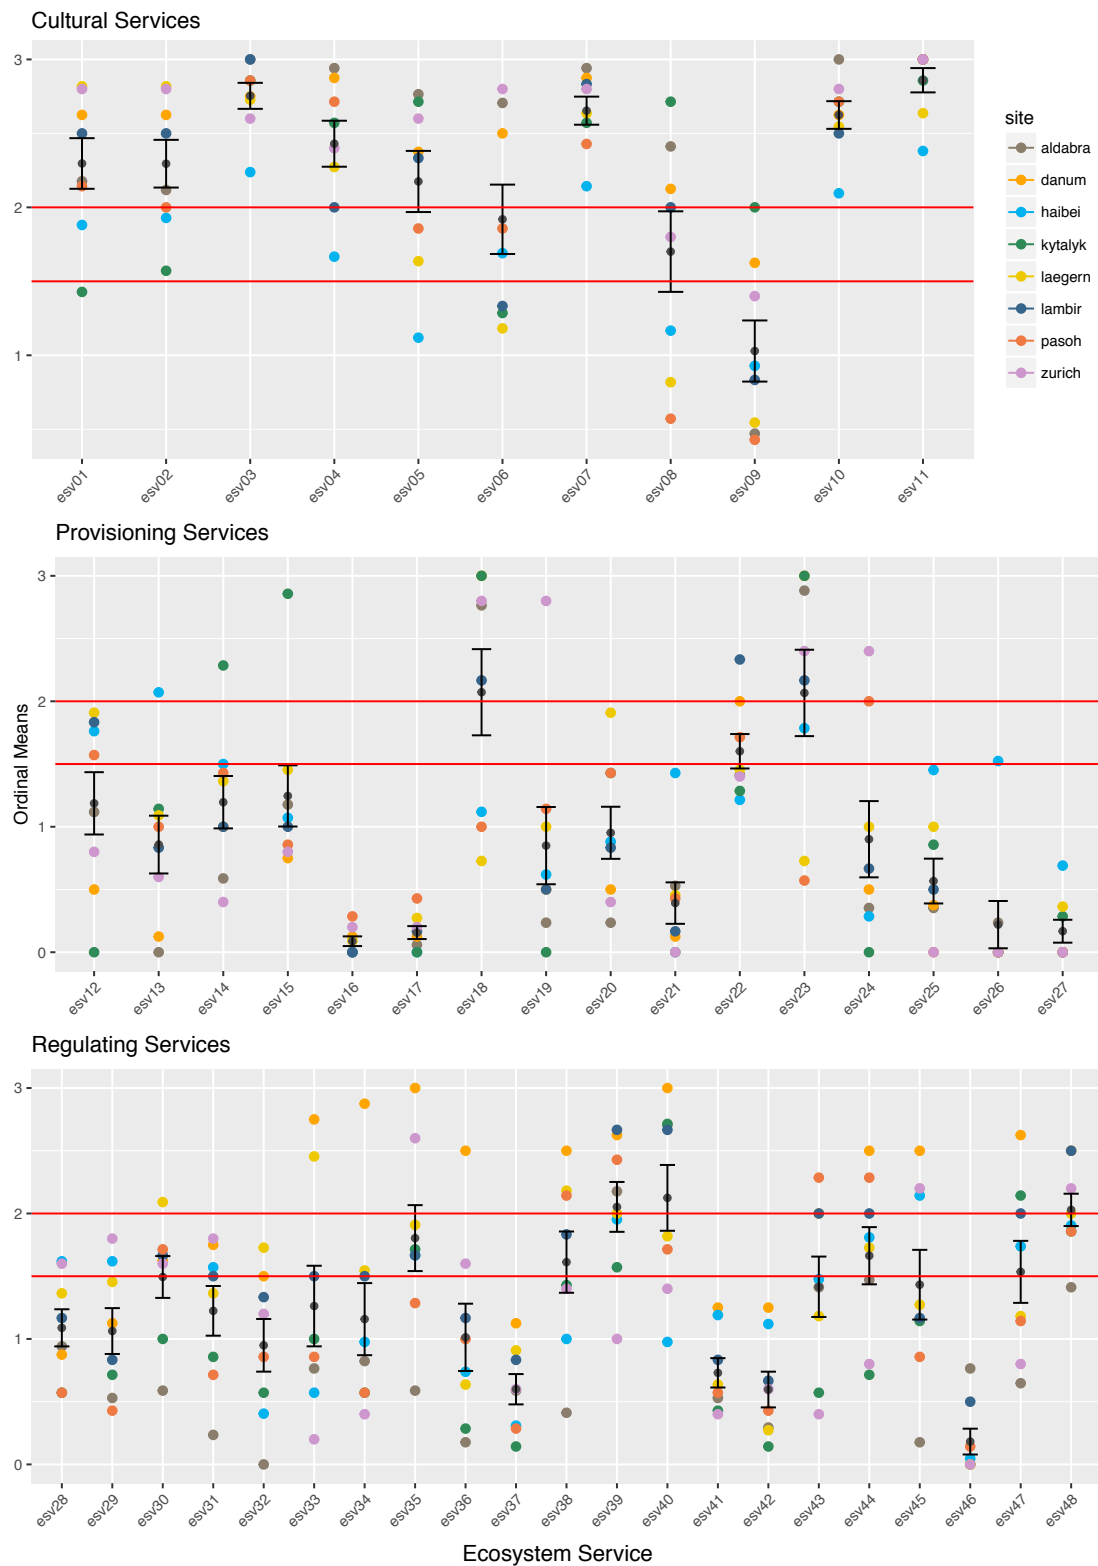 Cultural Services
3
2
1
esv01 esv02 esv03 esv04 esv05 esv06 esv07 esv08 esv09 esv10 esv11
site
aldabra
danum
haibei
kytalyk
laegern
lambir
pasoh
zurich
Provisioning Services
Ordinal Means
3
2
1
0
esv12 esv13 esv14 esv15 esv16 esv17 esv18 esv19 esv20 esv21 esv22 esv23 esv24 esv25 esv26 esv27
Regulating Services
3
2
1
0
esv28 esv29 esv30 esv31 esv32 esv33 esv34 esv35 esv36 esv37 esv38 esv39 esv40 esv41 esv42 esv43 esv44 esv45 esv46 esv47 esv48
Ecosystem Service